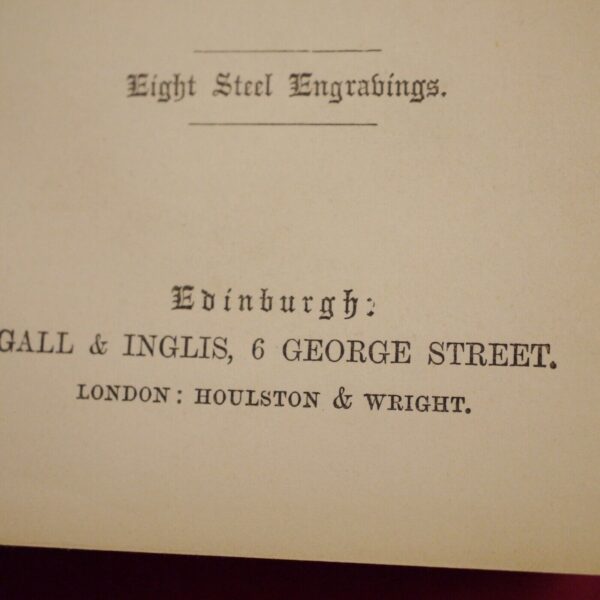 Eight Steel Engravings.
Edinburgh:
GALL & INGLIS, 6 GEORGE STREET.
LONDON: HOULSTON & WRIGHT.